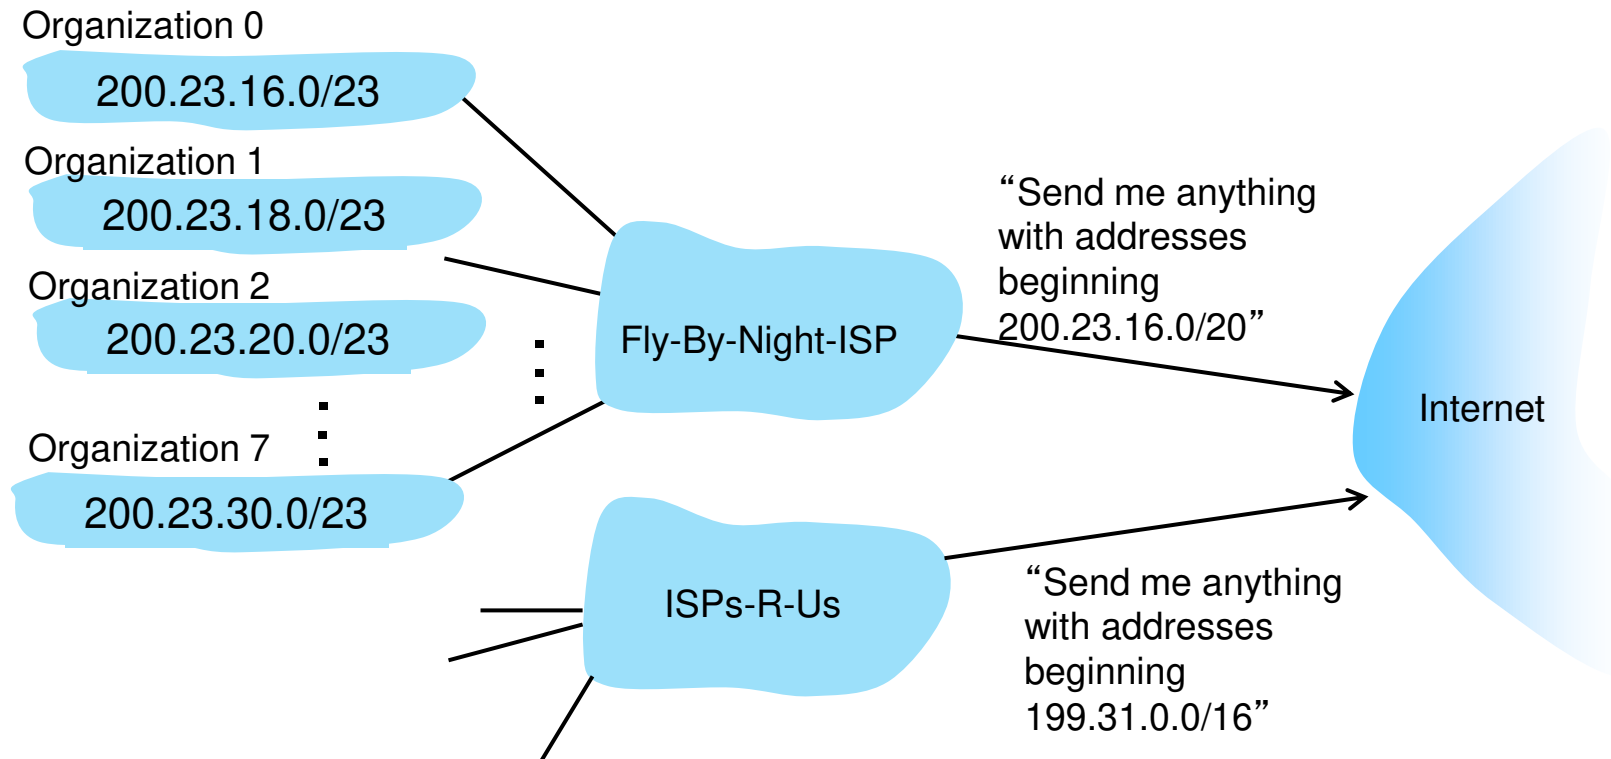 Organization 0
200.23.16.0/23
Organization 1
200.23.18.0/23
Organization 2
200.23.20.0/23
Organization 7
200.23.30.0/23
Fly-By-Night-ISP
“Send me anything
with addresses
beginning
200.23.16.0/20”
Internet
ISPs-R-Us
“Send me anything
with addresses
beginning
199.31.0.0/16”